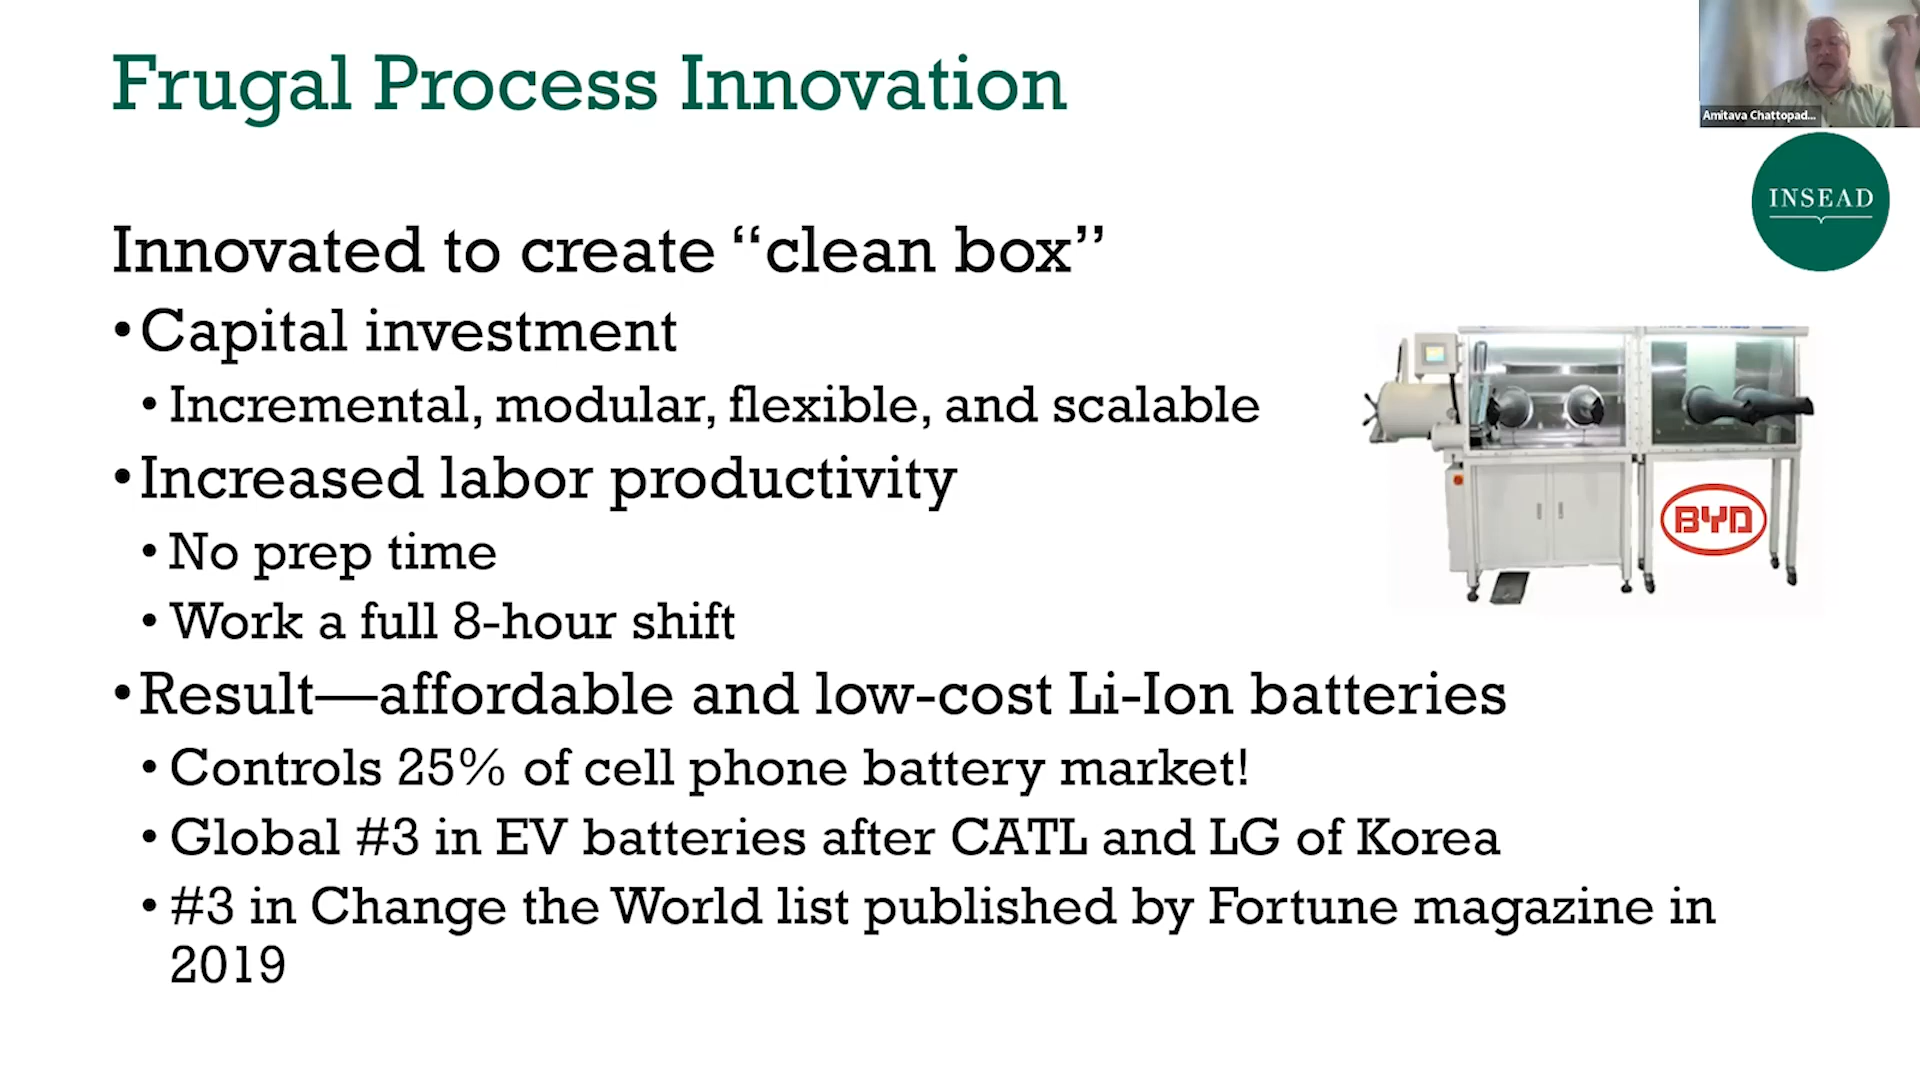 Frugal Process Innovation
Amitava Chattopad...
INSEAD
Innovated to create “clean box”
•Capital investment
•Incremental, modular, flexible, and scalable
•Increased labor productivity
•No prep time
•Work a full 8-hour shift
BYD
•Result—affordable and low-cost Li-Ion batteries
•Controls 25% of cell phone battery market!
•Global #3 in EV batteries after CATL and LG of Korea
•#3 in Change the World list published by Fortune magazine in
2019